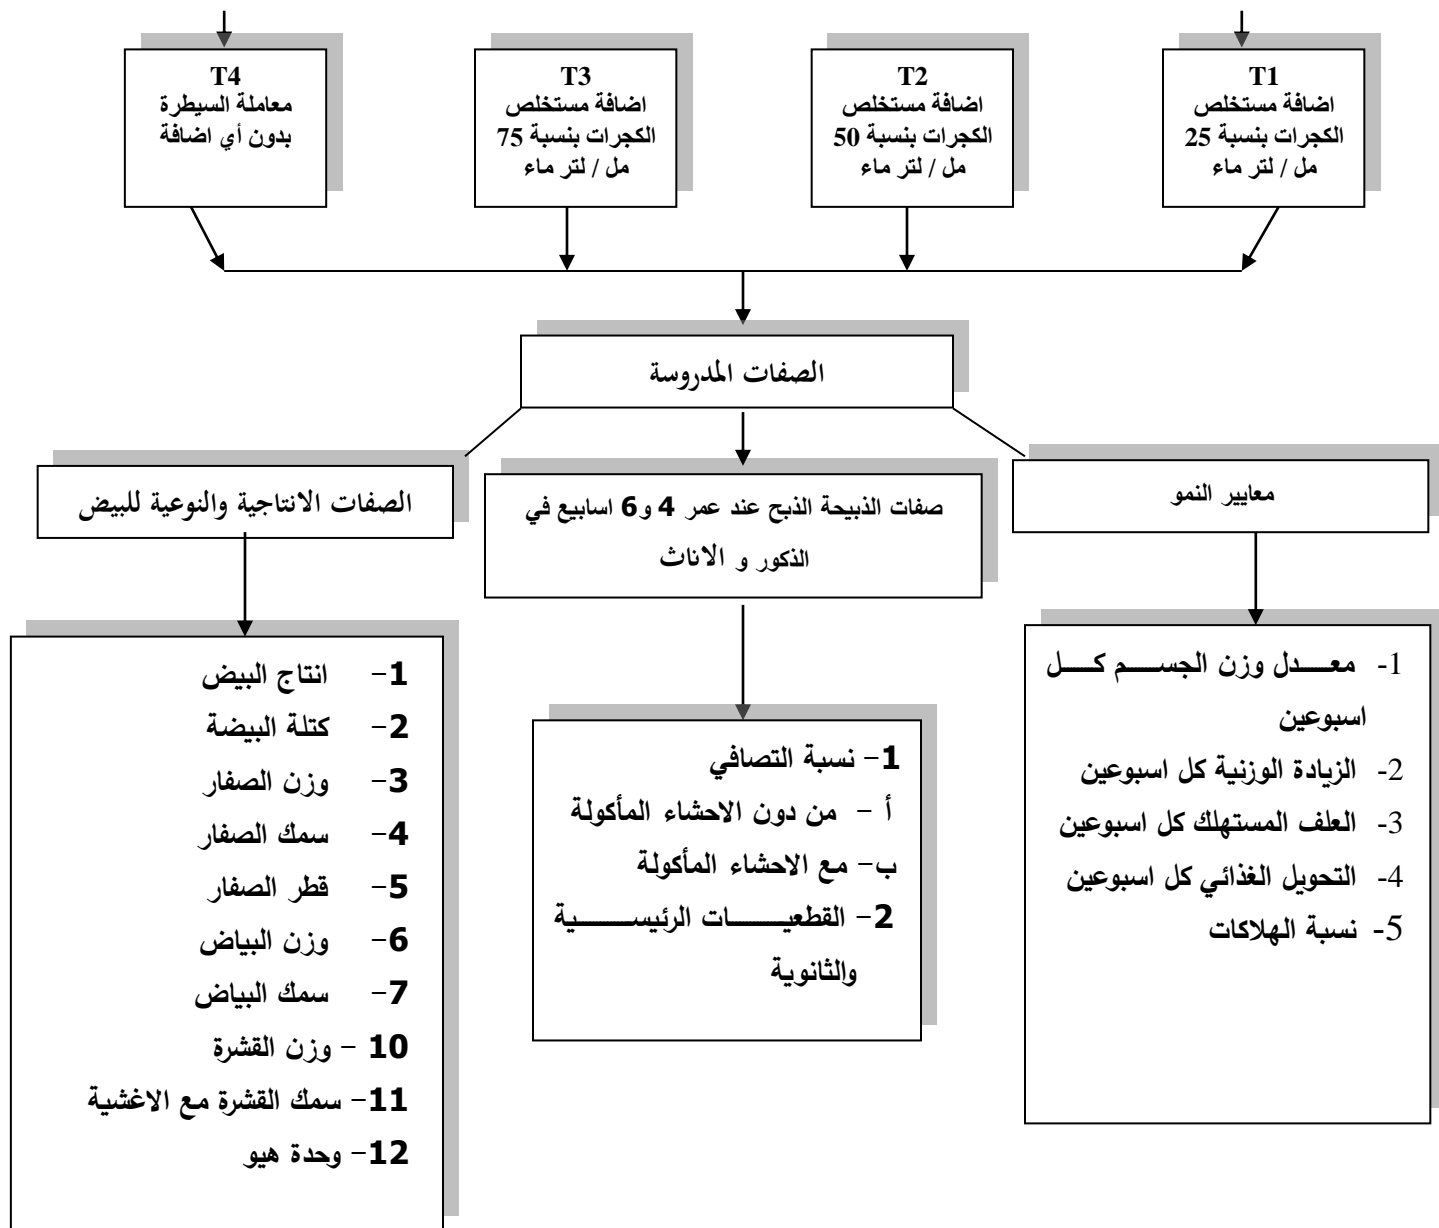 T1
اضافة مستخلص
الكجرات بنسبة 25
مل / لتر ماء
T2
اضافة مستخلص
الكجرات بنسبة 50
مل / لتر ماء
T3
اضافة مستخلص
الكجرات بنسبة 75
مل / لتر ماء
T4
معاملة السيطرة
بدون أي اضافة
الصفات المدروسة
معايير النمو
صفات الذبيحة الذبح عند عمر 4 و6 اسابيع في
الذكور و الاناث
الصفات الانتاجية والنوعية للبيض
1- معـــدل وزن الجســـم كـــل
اسبوعين
2- الزيادة الوزنية كل اسبوعين
3- العلف المستهلك كل اسبوعين
4- التحويل الغذائي كل اسبوعين
5- نسبة الهلاكات
1- نسبة التصافي
أ - من دون الاحشاء المأكولة
ب- مع الاحشاء المأكولة
2- القطعيـــــات الرئيســـــية
والثانوية
1- انتاج البيض
2- كتلة البيضة
3- وزن الصفار
4- سمك الصفار
5- قطر الصفار
6- وزن البياض
7- سمك البياض
10 - وزن القشرة
11- سمك القشرة مع الاغشية
12- وحدة هيو